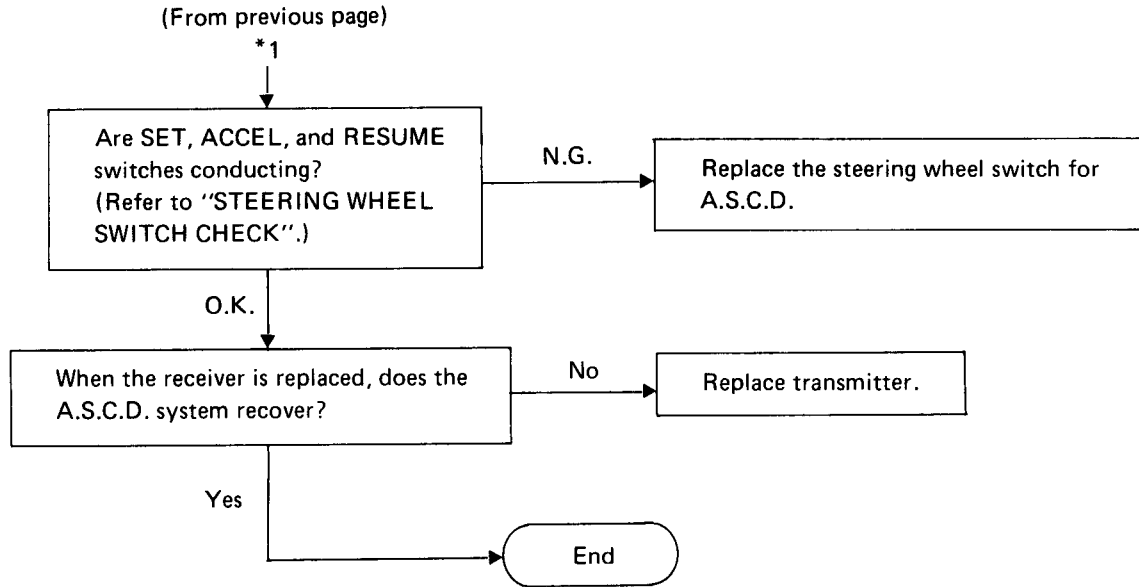 (From previous page)
*1
Are SET, ACCEL, and RESUME
switches conducting?
(Refer to "STEERING WHEEL
SWITCH CHECK".)
N.G.
Replace the steering wheel switch for
A.S.C.D.
O.K.
When the receiver is replaced, does the
A.S.C.D. system recover?
No
Replace transmitter.
Yes
End